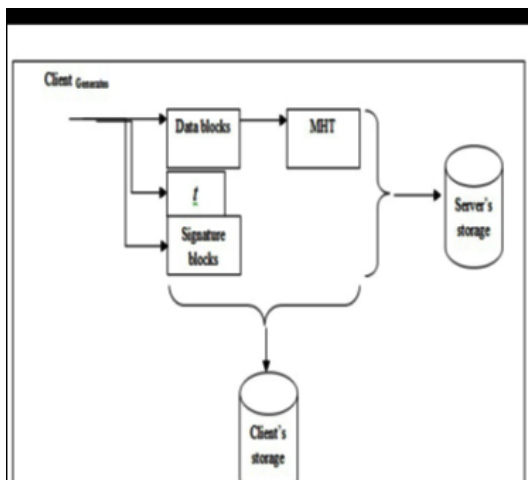 Client Generates
Data blocks
MHT
t
Signature
blocks
Server's
storage
Client's
storage